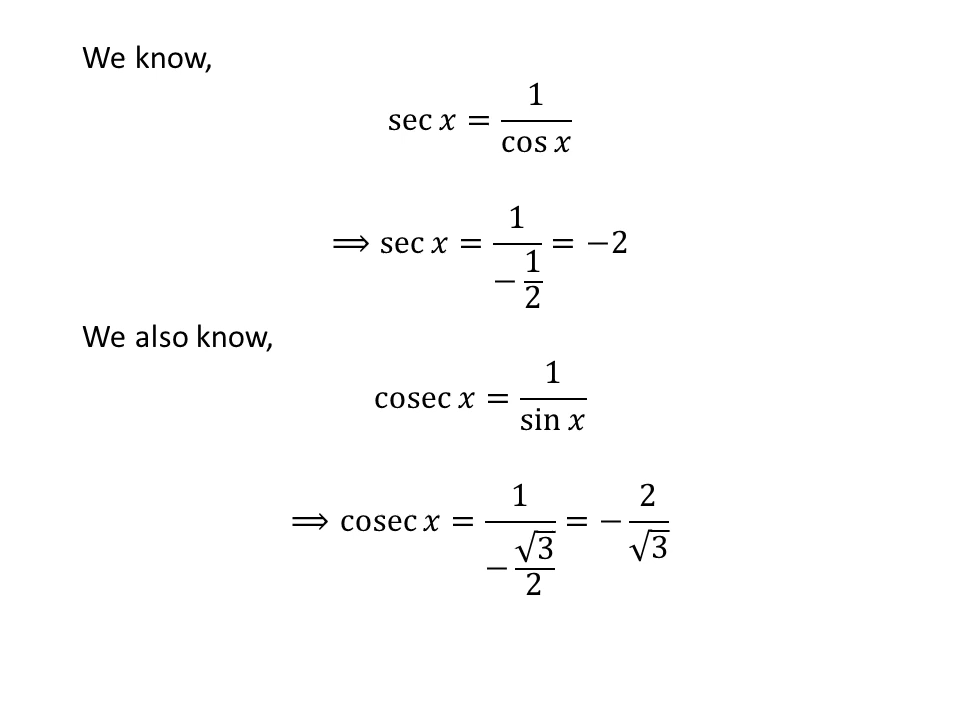 We know,
sec 𝑥 = 1/cos 𝑥
⟹ sec 𝑥 = 1/(−1/2) = −2
We also know,
cosec 𝑥 = 1/sin 𝑥
⟹ cosec 𝑥 = 1/(−√3/2) = −2/√3